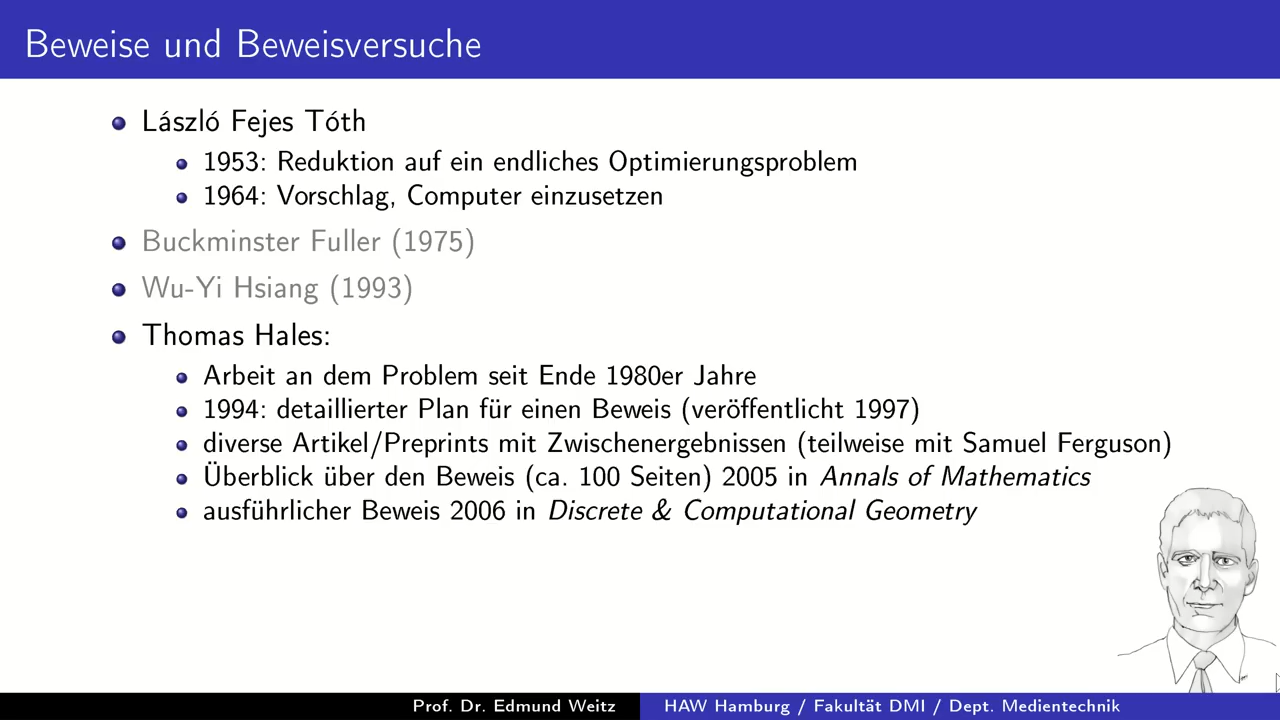 Beweise und Beweisversuche
László Fejes Tóth
1953: Reduktion auf ein endliches Optimierungsproblem
1964: Vorschlag, Computer einzusetzen
Buckminster Fuller (1975)
Wu-Yi Hsiang (1993)
Thomas Hales:
Arbeit an dem Problem seit Ende 1980er Jahre
1994: detaillierter Plan für einen Beweis (veröffentlicht 1997)
diverse Artikel/Preprints mit Zwischenergebnissen (teilweise mit Samuel Ferguson)
Überblick über den Beweis (ca. 100 Seiten) 2005 in Annals of Mathematics
ausführlicher Beweis 2006 in Discrete & Computational Geometry
Prof. Dr. Edmund Weitz
HAW Hamburg / Fakultät DMI / Dept. Medientechnik